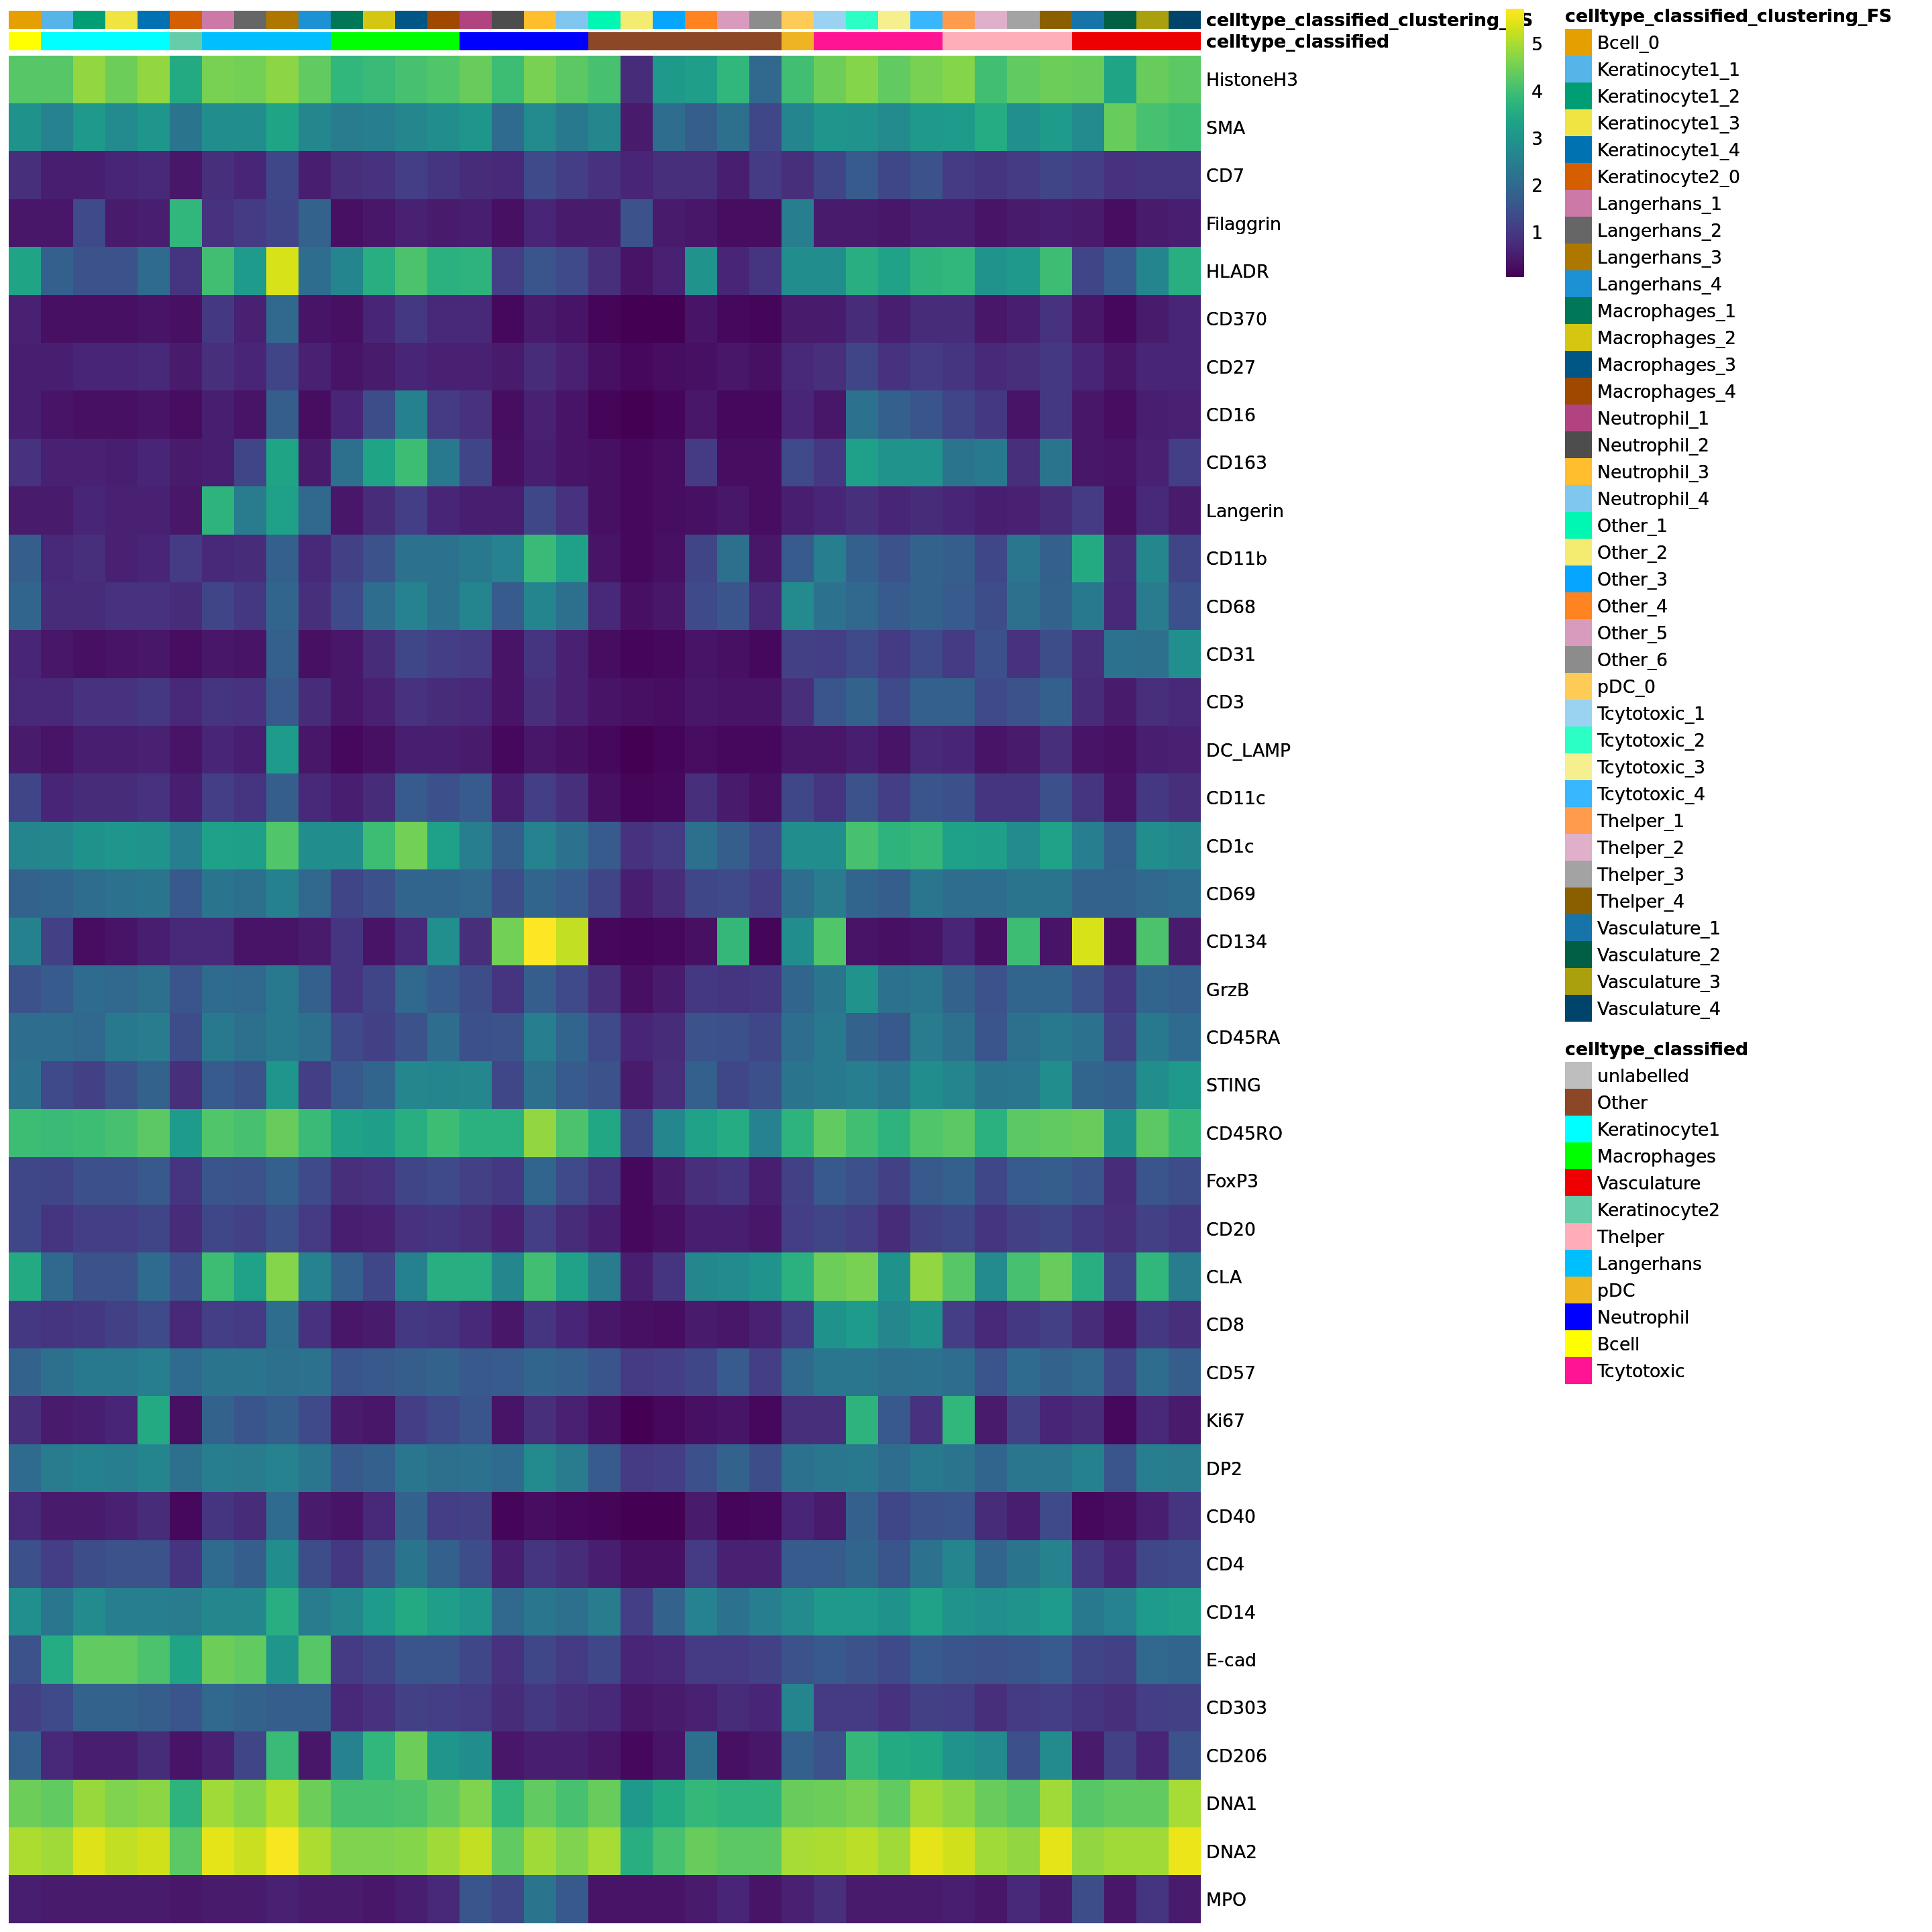 celltype_classified_clustering_FS
celltype_classified
HistoneH3
SMA
CD7
Filaggrin
HLADR
CD370
CD27
CD16
CD163
Langerin
CD11b
CD68
CD31
CD3
DC_LAMP
CD11c
CD1c
CD69
CD134
GrzB
CD45RA
STING
CD45RO
FoxP3
CD20
CLA
CD8
CD57
Ki67
DP2
CD40
CD4
CD14
E-cad
CD303
CD206
DNA1
DNA2
MPO
5
4
3
2
1
celltype_classified_clustering_FS
Bcell_0
Keratinocyte1_1
Keratinocyte1_2
Keratinocyte1_3
Keratinocyte1_4
Keratinocyte2_0
Langerhans_1
Langerhans_2
Langerhans_3
Langerhans_4
Macrophages_1
Macrophages_2
Macrophages_3
Macrophages_4
Neutrophil_1
Neutrophil_2
Neutrophil_3
Neutrophil_4
Other_1
Other_2
Other_3
Other_4
Other_5
Other_6
pDC_0
Tcytotoxic_1
Tcytotoxic_2
Tcytotoxic_3
Tcytotoxic_4
Thelper_1
Thelper_2
Thelper_3
Thelper_4
Vasculature_1
Vasculature_2
Vasculature_3
Vasculature_4
celltype_classified
unlabelled
Other
Keratinocyte1
Macrophages
Vasculature
Keratinocyte2
Thelper
Langerhans
pDC
Neutrophil
Bcell
Tcytotoxic